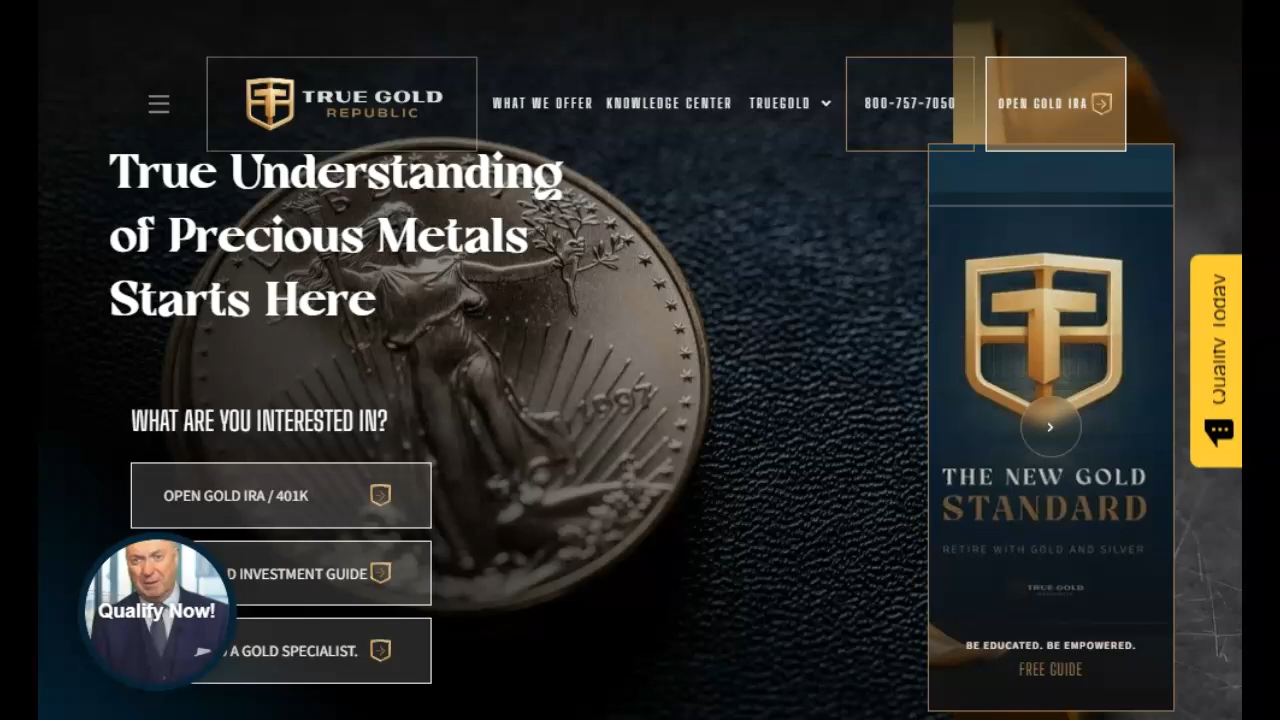 TRUE GOLD
REPUBLIC
WHAT WE OFFER KNOWLEDGE CENTER TRUEGOLD
800-757-7050
OPEN GOLD IRA
True Understanding
of Precious Metals
Starts Here
WHAT ARE YOU INTERESTED IN?
OPEN GOLD IRA / 401K
D INVESTMENT GUIDE
A GOLD SPECIALIST.
Qualify Now!
1997
THE NEW GOLD
STANDARD
RETIRE WITH GOLD AND SILVER
TRUE GOLD
BE EDUCATED. BE EMPOWERED.
FREE GUIDE
Qualify Today